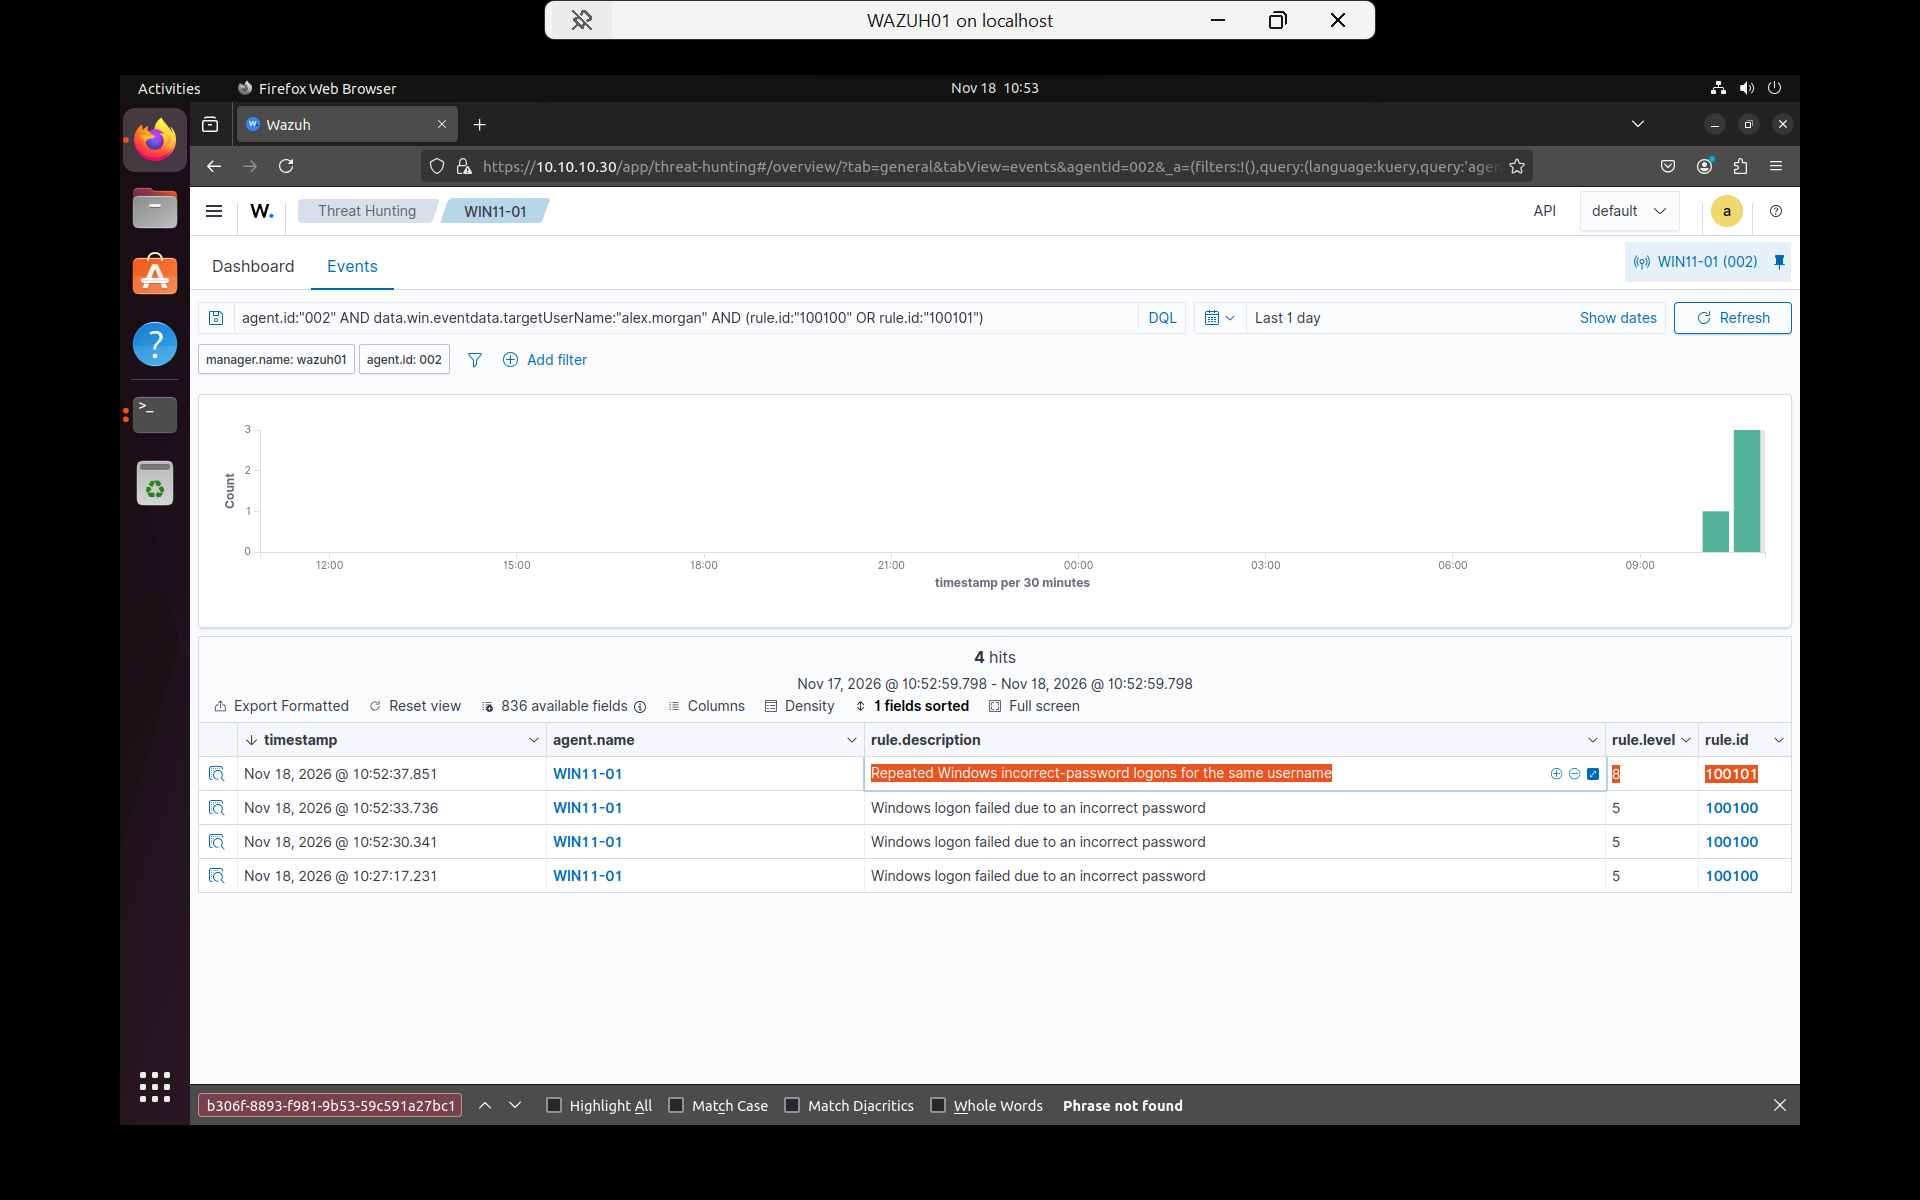 WAZUH01 on localhost
Activities Firefox Web Browser Nov 18 10:53
Wazuh
https://10.10.10.30/app/threat-hunting#/overview/?tab=general&tabView=events&agentId=002&_a=(filters:!(),query:(language:kuery,query:'agen
W. Threat Hunting WIN11-01 API default a
Dashboard Events WIN11-01 (002)
agent.id:"002" AND data.win.eventdata.targetUserName:"alex.morgan" AND (rule.id:"100100" OR rule.id:"100101") DQL Last 1 day Show dates Refresh
manager.name: wazuh01 agent.id: 002 Add filter
3
2
1
0
Count
12:00 15:00 18:00 21:00 00:00 03:00 06:00 09:00
timestamp per 30 minutes
4 hits
Nov 17, 2026 @ 10:52:59.798 - Nov 18, 2026 @ 10:52:59.798
Export Formatted Reset view 836 available fields Columns Density 1 fields sorted Full screen
timestamp agent.name rule.description rule.level rule.id
Nov 18, 2026 @ 10:52:37.851 WIN11-01 Repeated Windows incorrect-password logons for the same username 8 100101
Nov 18, 2026 @ 10:52:33.736 WIN11-01 Windows logon failed due to an incorrect password 5 100100
Nov 18, 2026 @ 10:52:30.341 WIN11-01 Windows logon failed due to an incorrect password 5 100100
Nov 18, 2026 @ 10:27:17.231 WIN11-01 Windows logon failed due to an incorrect password 5 100100
b306f-8893-f981-9b53-59c591a27bc1 Highlight All Match Case Match Diacritics Whole Words Phrase not found